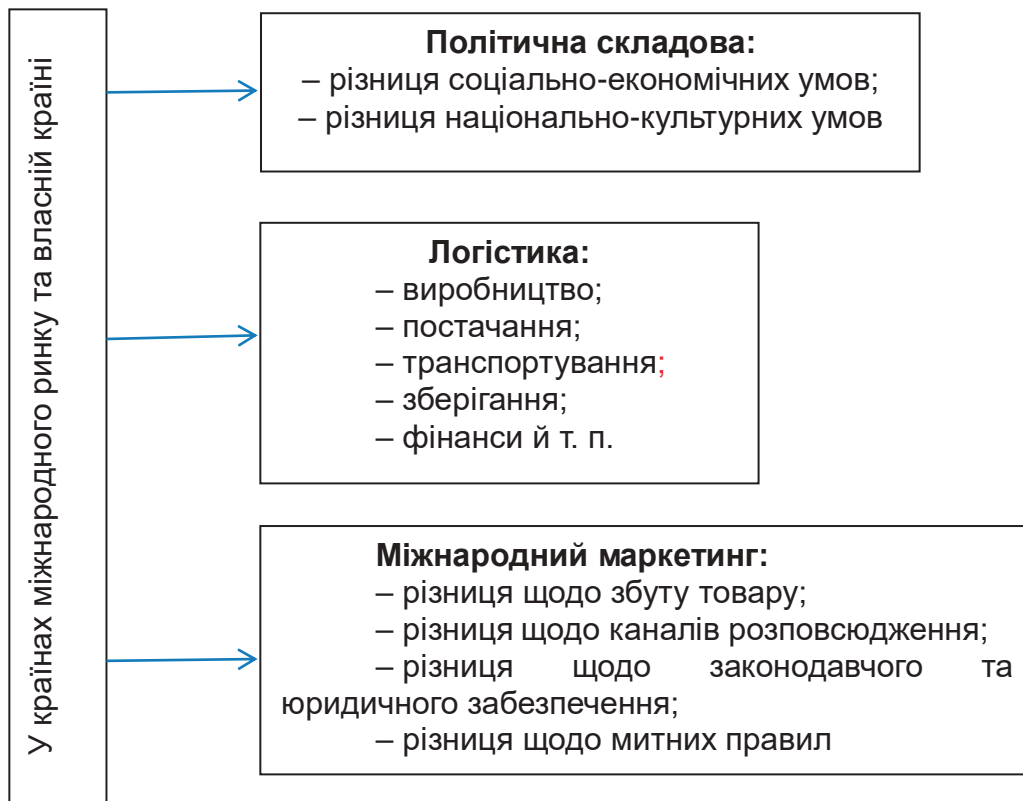 У країнах міжнародного ринку та власній країні
Політична складова:
– різниця соціально-економічних умов;
– різниця національно-культурних умов
Логістика:
– виробництво;
– постачання;
– транспортування;
– зберігання;
– фінанси й т. п.
Міжнародний маркетинг:
– різниця щодо збуту товару;
– різниця щодо каналів розповсюдження;
– різниця щодо законодавчого та
юридичного забезпечення;
– різниця щодо митних правил